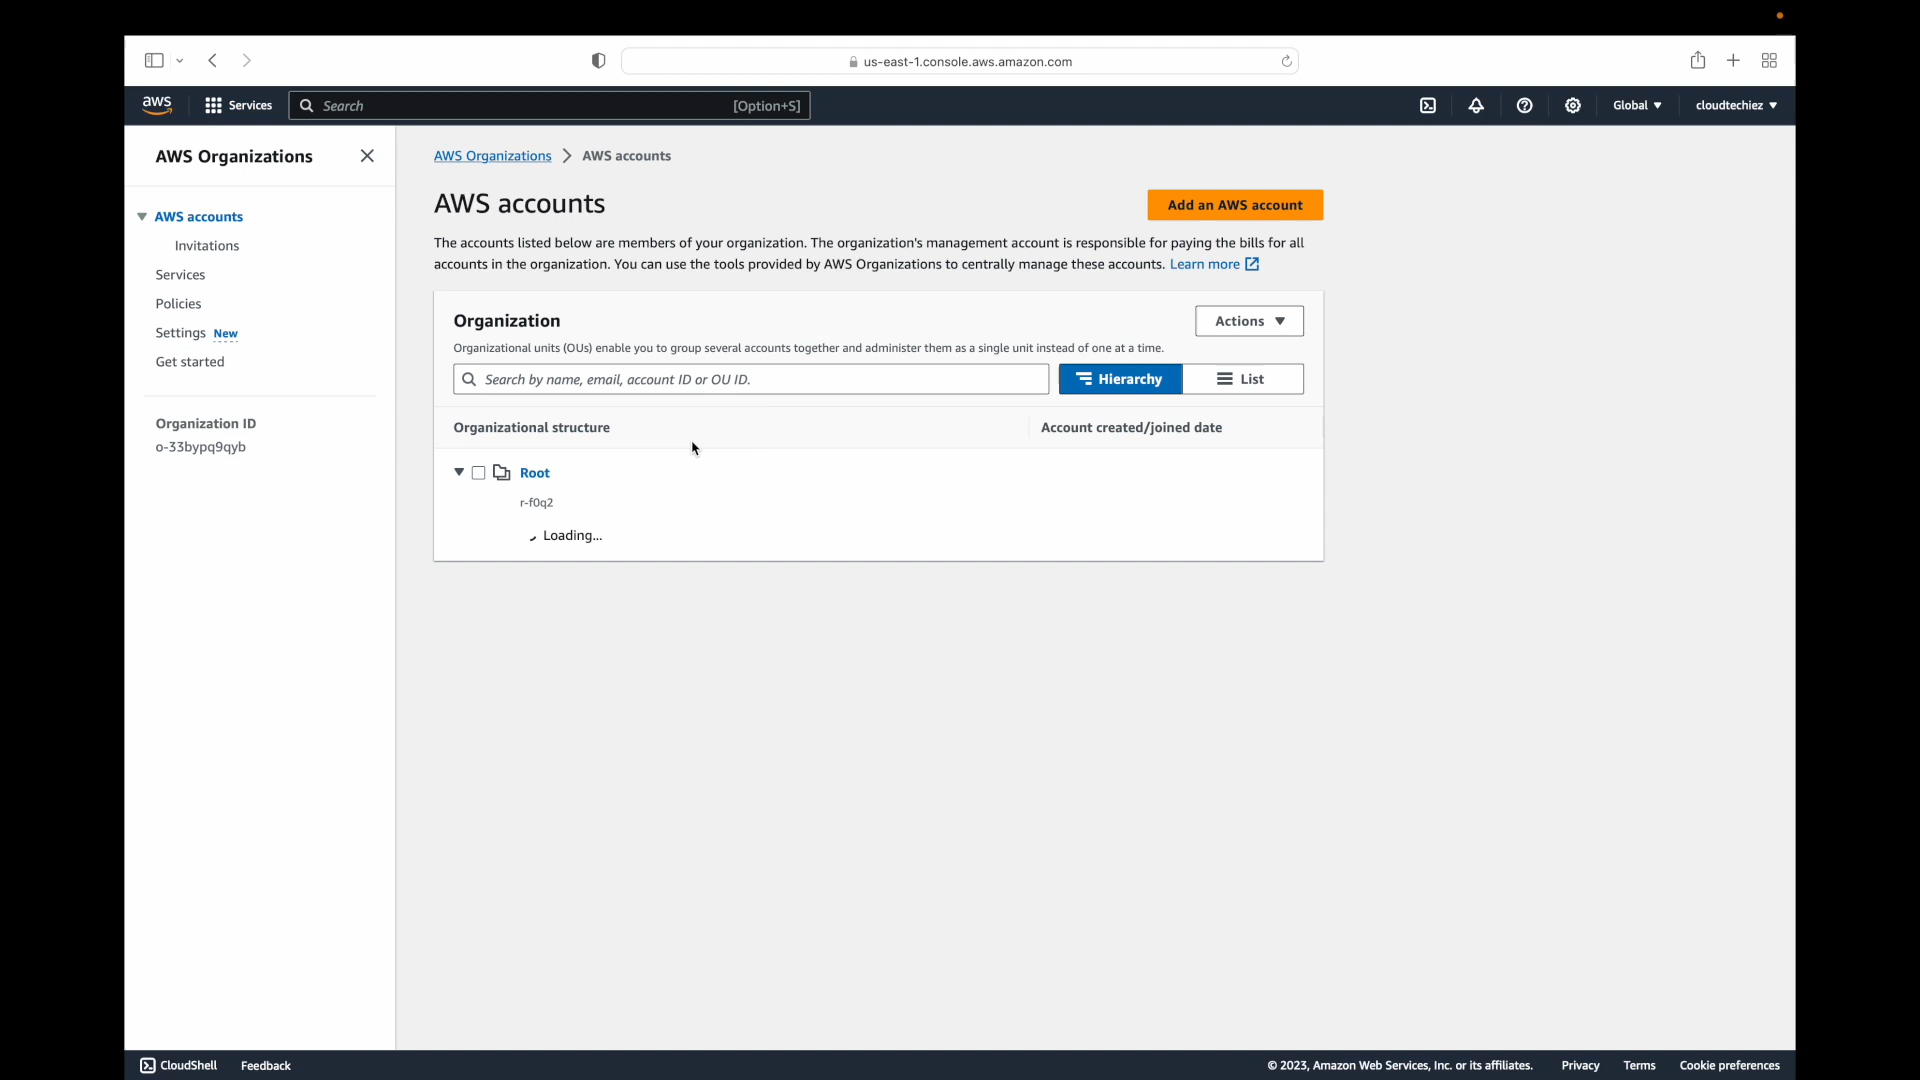 us-east-1.console.aws.amazon.com
aws
Services
Search
[Option+S]
Global
cloudtechiez
AWS Organizations
AWS accounts
Invitations
Services
Policies
Settings New
Get started
Organization ID
o-33bypq9qyb
AWS Organizations > AWS accounts
AWS accounts
Add an AWS account
The accounts listed below are members of your organization. The organization's management account is responsible for paying the bills for all
accounts in the organization. You can use the tools provided by AWS Organizations to centrally manage these accounts. Learn more
Organization
Actions
Organizational units (OUs) enable you to group several accounts together and administer them as a single unit instead of one at a time.
Search by name, email, account ID or OU ID.
Hierarchy
List
Organizational structure
Account created/joined date
Root
r-f0q2
Loading...
CloudShell
Feedback
© 2023, Amazon Web Services, Inc. or its affiliates.
Privacy
Terms
Cookie preferences